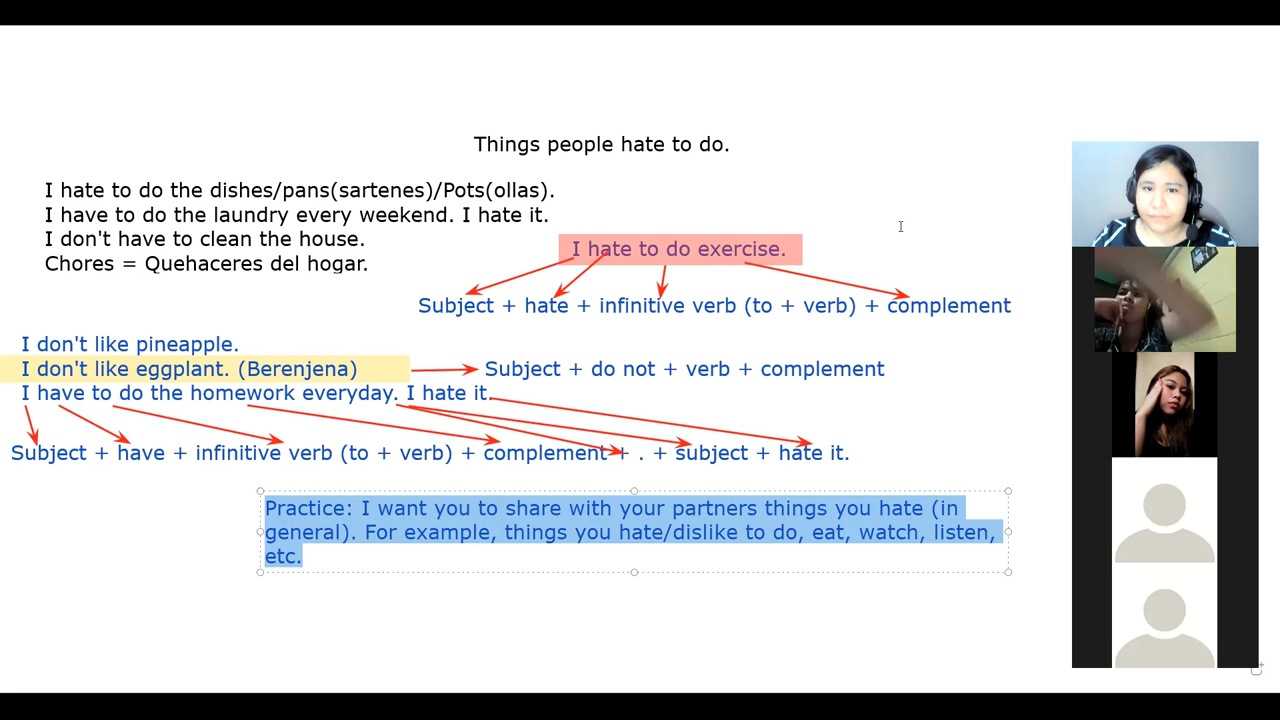 Things people hate to do.
I hate to do the dishes/pans(sartenes)/Pots(ollas).
I have to do the laundry every weekend. I hate it.
I don't have to clean the house.
Chores = Quehaceres del hogar.
I hate to do exercise.
Subject + hate + infinitive verb (to + verb) + complement
I don't like pineapple.
I don't like eggplant. (Berenjena)
Subject + do not + verb + complement
I have to do the homework everyday. I hate it.
Subject + have + infinitive verb (to + verb) + complement + . + subject + hate it.
Practice: I want you to share with your partners things you hate (in
general). For example, things you hate/dislike to do, eat, watch, listen,
etc.